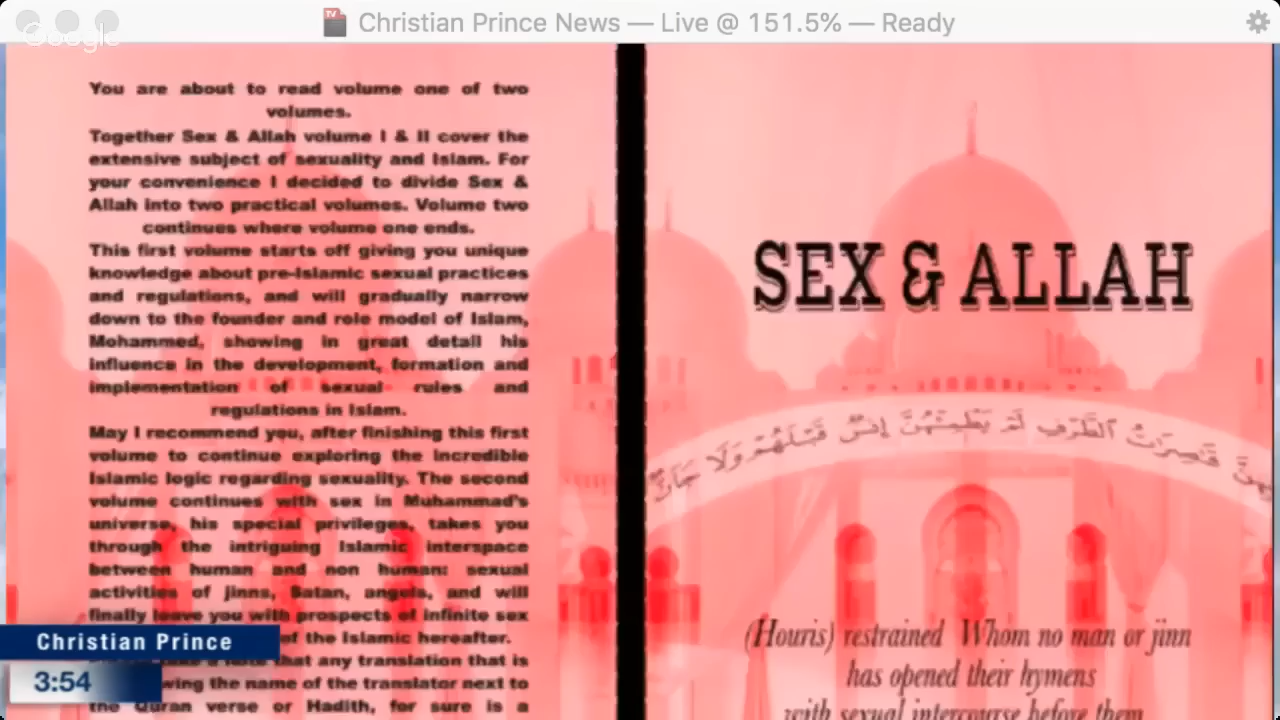 Christian Prince News — Live @ 151.5% — Ready
Google
You are about to read volume one of two
volumes.
Together Sex & Allah volume I & II cover the
extensive subject of sexuality and Islam. For
your convenience I decided to divide Sex &
Allah into two practical volumes. Volume two
continues where volume one ends.
This first volume starts off giving you unique
knowledge about pre-Islamic sexual practices
and regulations, and will gradually narrow
down to the founder and role model of Islam,
Mohammed, showing in great detail his
influence in the development, formation and
implementation of sexual rules and
regulations in Islam.
May I recommend you, after finishing this first
volume to continue exploring the incredible
Islamic logic regarding sexuality. The second
volume continues with sex in Muhammad's
universe, his special privileges, takes you
through the intriguing Islamic interspace
between human and non human: sexual
activities of jinns, Satan, angels, and will
finally leave you with prospects of infinite sex
of the Islamic hereafter.
that any translation that is
the name of the translator next to
the Quran verse or Hadith, for sure is a
Christian Prince
3:54
SEX & ALLAH
قَصِرَٰتُ ٱلطَّرْفِ لَمْ يَطْمِثْهُنَّ إِنسٌ قَبْلَهُمْ وَلَا جَآنٌّ
(Houris) restrained Whom no man or jinn
has opened their hymens
with sexual intercourse before them